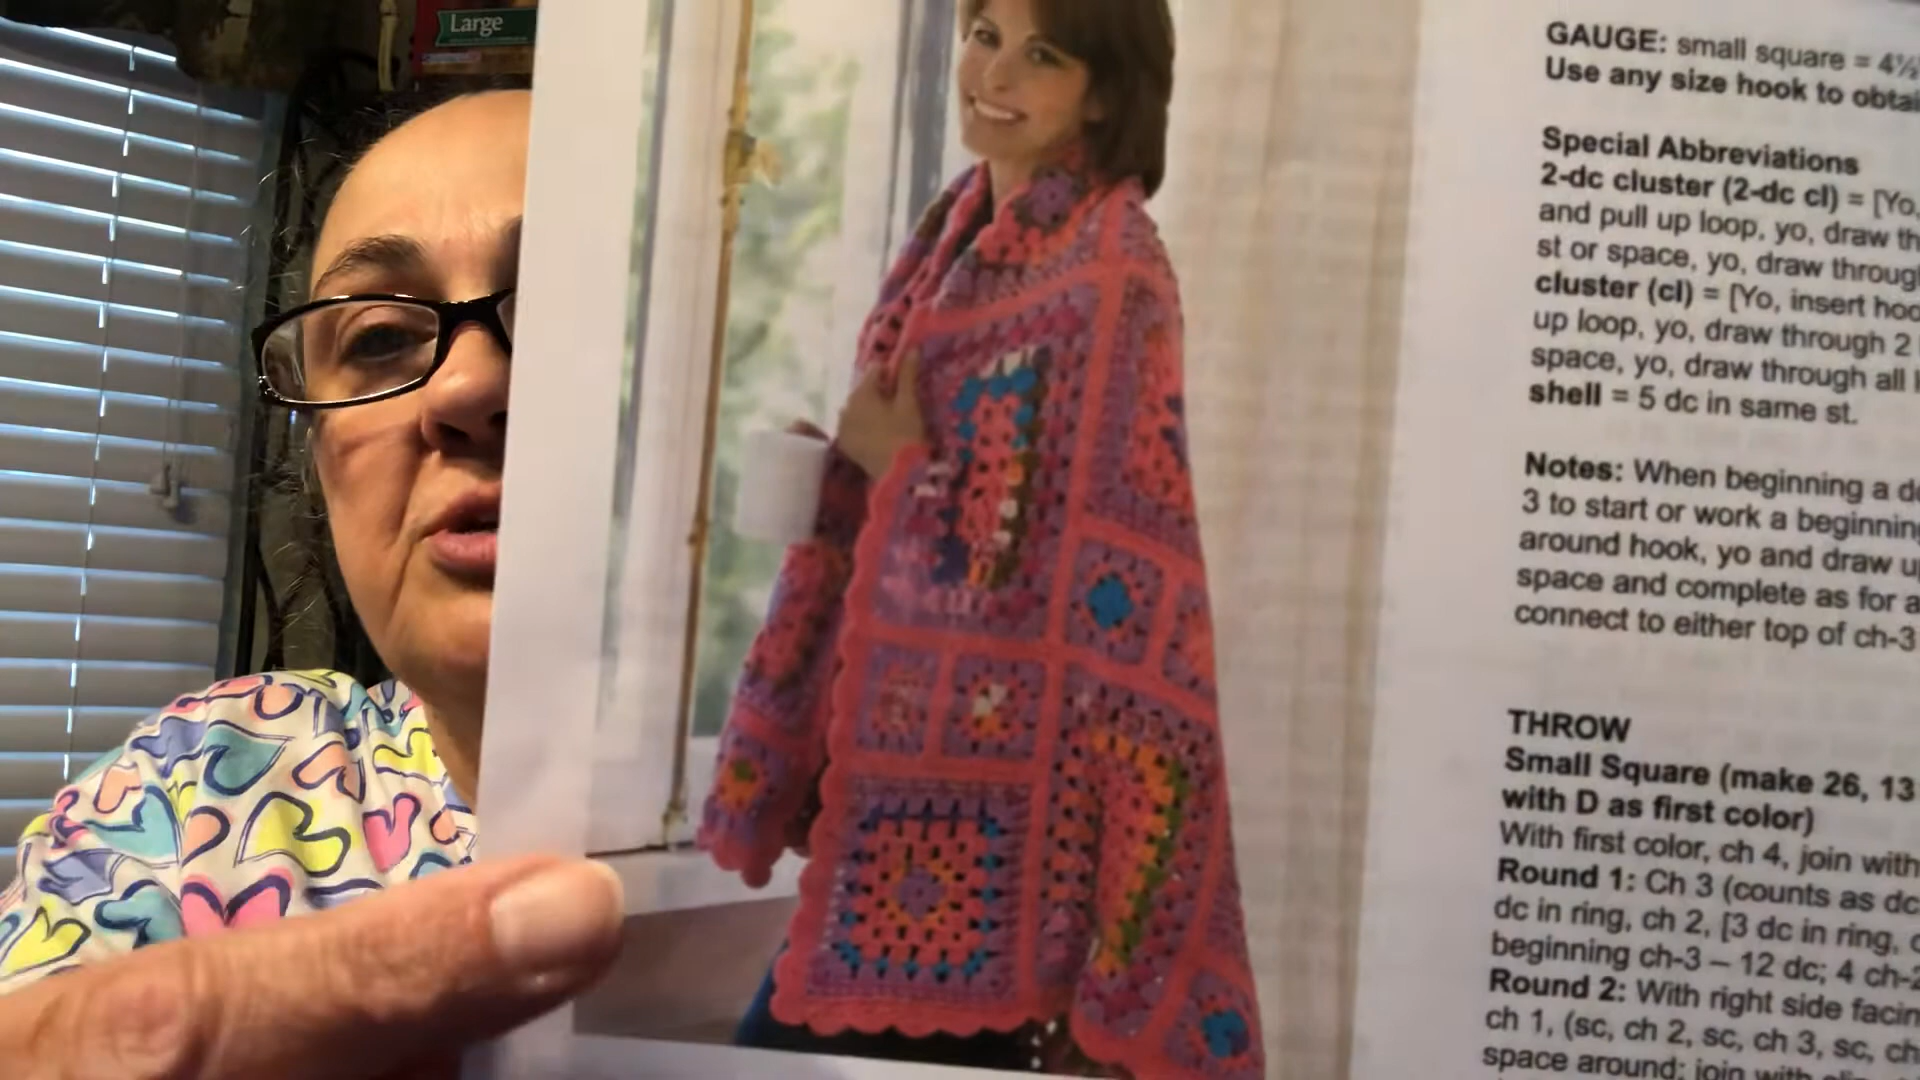 Large
GAUGE: small square = 4½
Use any size hook to obtai
Special Abbreviations
2-dc cluster (2-dc cl) = [Yo,
and pull up loop, yo, draw th
st or space, yo, draw through
cluster (cl) = [Yo, insert hoo
up loop, yo, draw through 2
space, yo, draw through all l
shell = 5 dc in same st.
Notes: When beginning a d
3 to start or work a beginning
around hook, yo and draw u
space and complete as for a
connect to either top of ch-3
THROW
Small Square (make 26, 13
with D as first color)
With first color, ch 4, join with
Round 1: Ch 3 (counts as dc
dc in ring, ch 2, [3 dc in ring, c
beginning ch-3 – 12 dc; 4 ch-2
Round 2: With right side facin
ch 1, (sc, ch 2, sc, ch 3, sc, ch
space around; join with